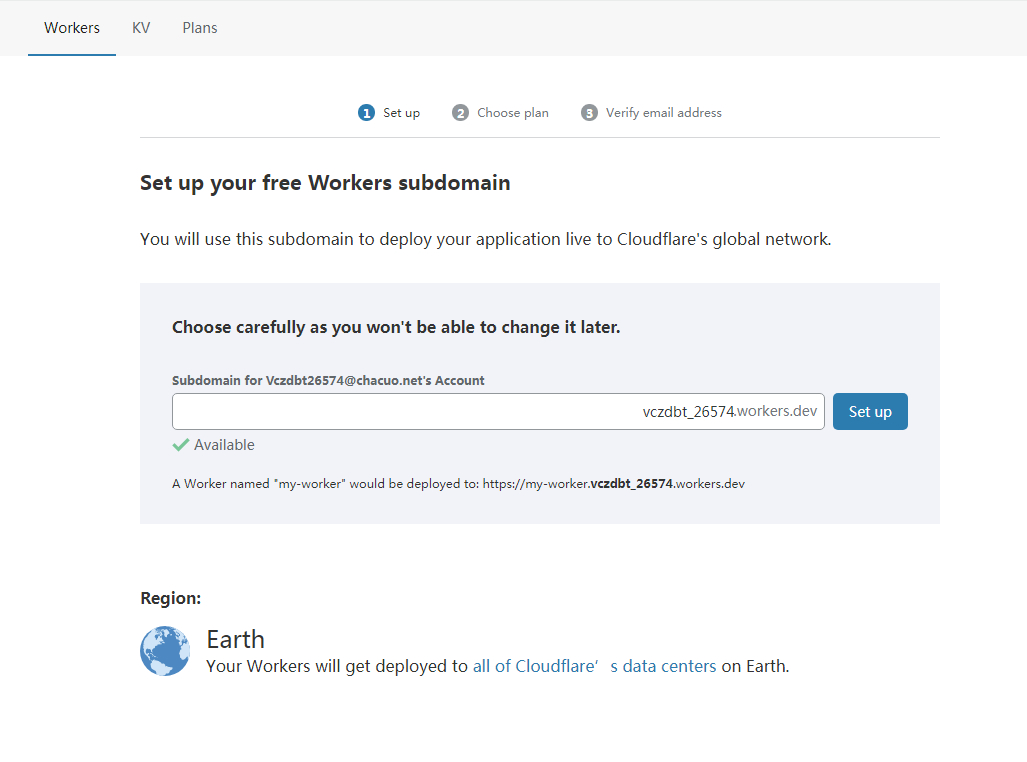 Workers KV Plans
1 Set up 2 Choose plan 3 Verify email address
Set up your free Workers subdomain
You will use this subdomain to deploy your application live to Cloudflare's global network.
Choose carefully as you won't be able to change it later.
Subdomain for Vczdbt26574@chacuo.net's Account
vczdbt_26574.workers.dev Set up
Available
A Worker named "my-worker" would be deployed to: https://my-worker.vczdbt_26574.workers.dev
Region:
Earth
Your Workers will get deployed to all of Cloudflare’s data centers on Earth.